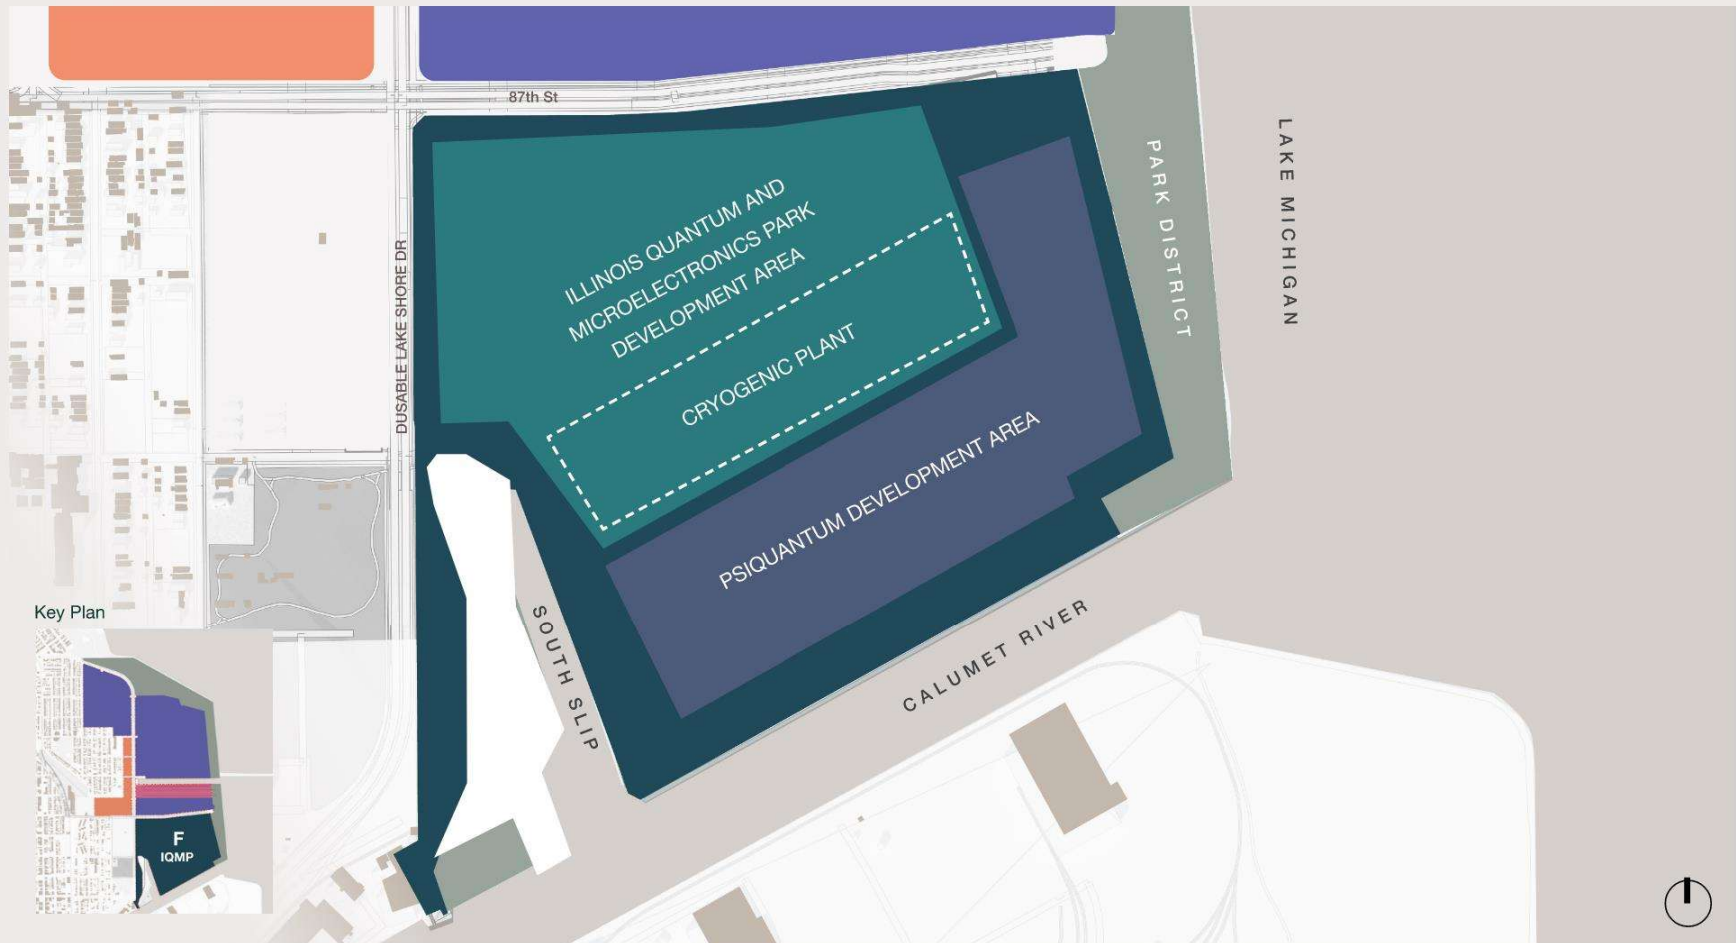 87th St
DUSABLE LAKE SHORE DR
ILLINOIS QUANTUM AND
MICROELECTRONICS PARK
DEVELOPMENT AREA
CRYOGENIC PLANT
PSIQUANTUM DEVELOPMENT AREA
PARK DISTRICT
LAKE MICHIGAN
SOUTH SLIP
CALUMET RIVER
Key Plan
F
IQMP